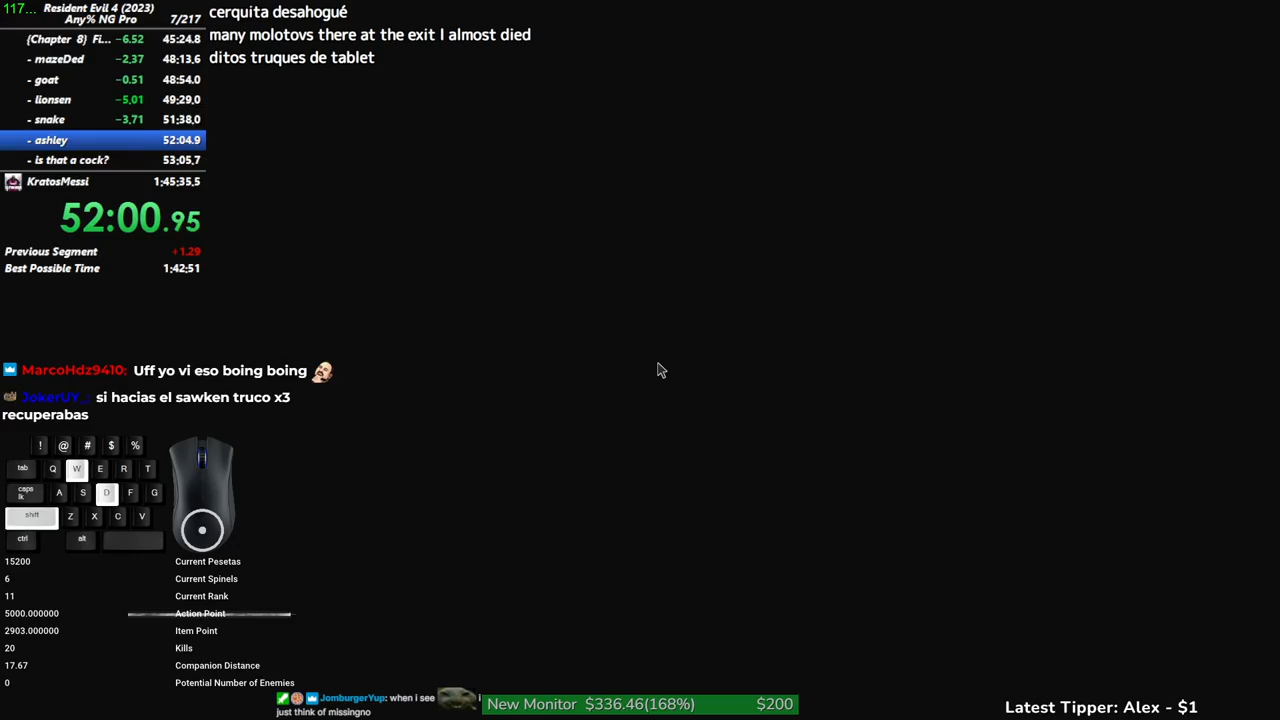 117...
Resident Evil 4 (2023)
Any% NG Pro 7/217
{Chapter 8} Fi... -6.52 45:24.8
- mazeDed -2.37 48:13.6
- goat -0.51 48:54.0
- lionsen -5.01 49:29.0
- snake -3.71 51:38.0
- ashley 52:04.9
- is that a cock? 53:05.7
KratosMessi 1:45:35.5
52:00.95
Previous Segment +1.29
Best Possible Time 1:42:51
cerquita desahogué
many molotovs there at the exit I almost died
ditos truques de tablet
MarcoHdz9410: Uff yo vi eso boing boing
JokerUY_: si hacias el sawken truco x3
recuperabas
! @ # $ %
tab Q W E R T
caps lk A S D F G
shift Z X C V
ctrl alt
15200 Current Pesetas
6 Current Spinels
11 Current Rank
5000.000000 Action Point
2903.000000 Item Point
20 Kills
17.67 Companion Distance
0 Potential Number of Enemies
JomburgerYup: when i see i
just think of missingno
New Monitor $336.46(168%) $200
Latest Tipper: Alex - $1